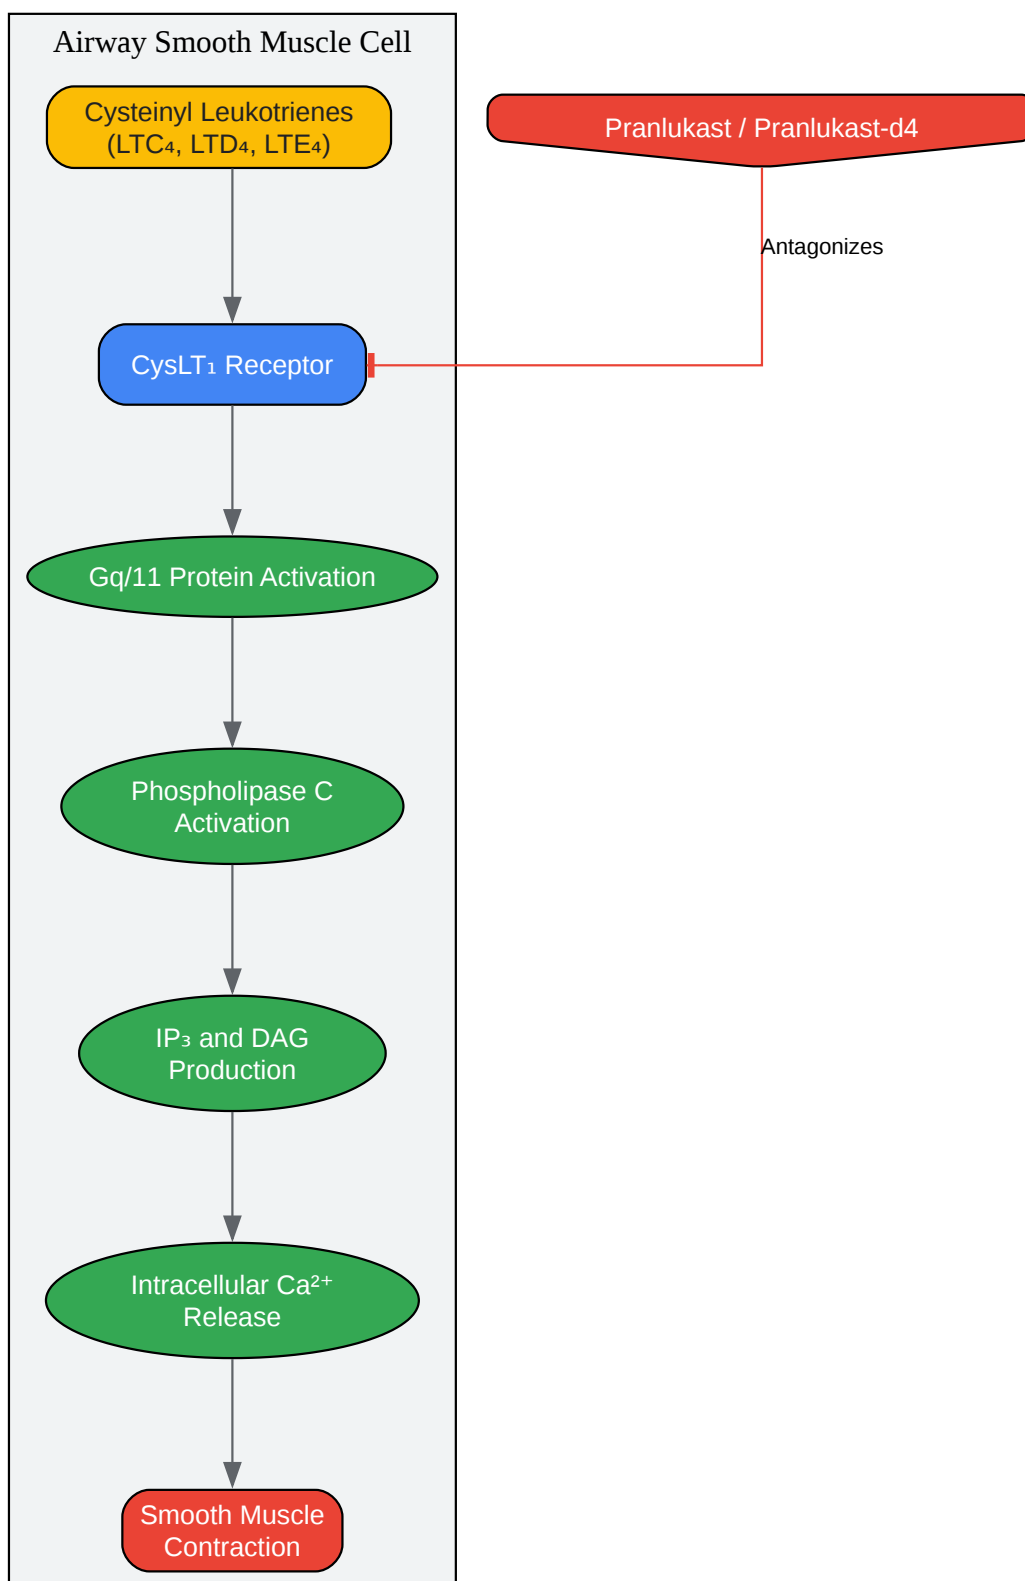 Airway Smooth Muscle Cell
Cysteinyl Leukotrienes
(LTC₄, LTD₄, LTE₄)
Pranlukast / Pranlukast-d4
Antagonizes
CysLT₁ Receptor
Gq/11 Protein Activation
Phospholipase C
Activation
IP₃ and DAG
Production
Intracellular Ca²⁺
Release
Smooth Muscle
Contraction